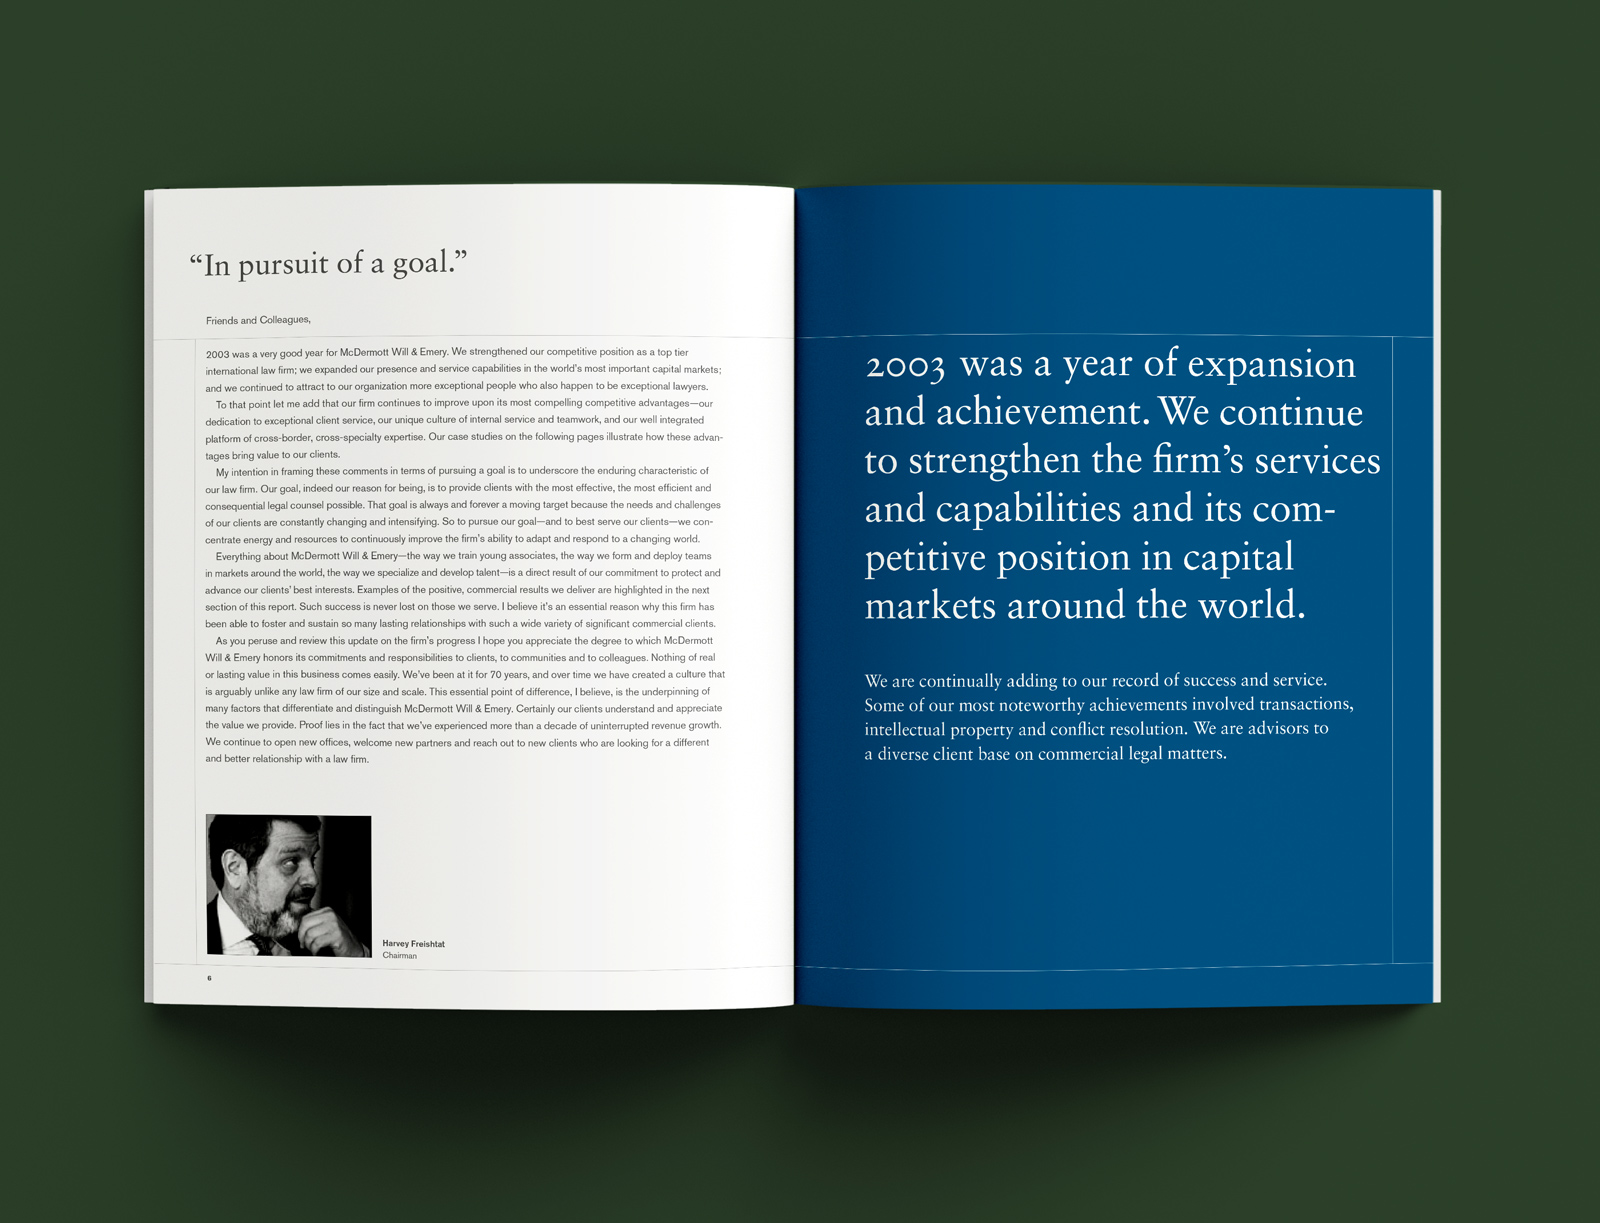 “In pursuit of a goal.”
Friends and Colleagues,
2003 was a very good year for McDermott Will & Emery. We strengthened our competitive position as a top tier
international law firm; we expanded our presence and service capabilities in the world’s most important capital markets;
and we continued to attract to our organization more exceptional people who also happen to be exceptional lawyers.
To that point let me add that our firm continues to improve upon its most compelling competitive advantages—our
dedication to exceptional client service, our unique culture of internal service and teamwork, and our well integrated
platform of cross-border, cross-specialty expertise. Our case studies on the following pages illustrate how these advan-
tages bring value to our clients.
My intention in framing these comments in terms of pursuing a goal is to underscore the enduring characteristic of
our law firm. Our goal, indeed our reason for being, is to provide clients with the most effective, the most efficient and
consequential legal counsel possible. That goal is always and forever a moving target because the needs and challenges
of our clients are constantly changing and intensifying. So to pursue our goal—and to best serve our clients—we con-
centrate energy and resources to continuously improve the firm’s ability to adapt and respond to a changing world.
Everything about McDermott Will & Emery—the way we train young associates, the way we form and deploy teams
in markets around the world, the way we specialize and develop talent—is a direct result of our commitment to protect and
advance our clients’ best interests. Examples of the positive, commercial results we deliver are highlighted in the next
section of this report. Such success is never lost on those we serve. I believe it’s an essential reason why this firm has
been able to foster and sustain so many lasting relationships with such a wide variety of significant commercial clients.
As you peruse and review this update on the firm’s progress I hope you appreciate the degree to which McDermott
Will & Emery honors its commitments and responsibilities to clients, to communities and to colleagues. Nothing of real
or lasting value in this business comes easily. We’ve been at it for 70 years, and over time we have created a culture that
is arguably unlike any law firm of our size and scale. This essential point of difference, I believe, is the underpinning of
many factors that differentiate and distinguish McDermott Will & Emery. Certainly our clients understand and appreciate
the value we provide. Proof lies in the fact that we’ve experienced more than a decade of uninterrupted revenue growth.
We continue to open new offices, welcome new partners and reach out to new clients who are looking for a different
and better relationship with a law firm.
Harvey Freishtat
Chairman
6
2003 was a year of expansion
and achievement. We continue
to strengthen the firm’s services
and capabilities and its com-
petitive position in capital
markets around the world.
We are continually adding to our record of success and service.
Some of our most noteworthy achievements involved transactions,
intellectual property and conflict resolution. We are advisors to
a diverse client base on commercial legal matters.